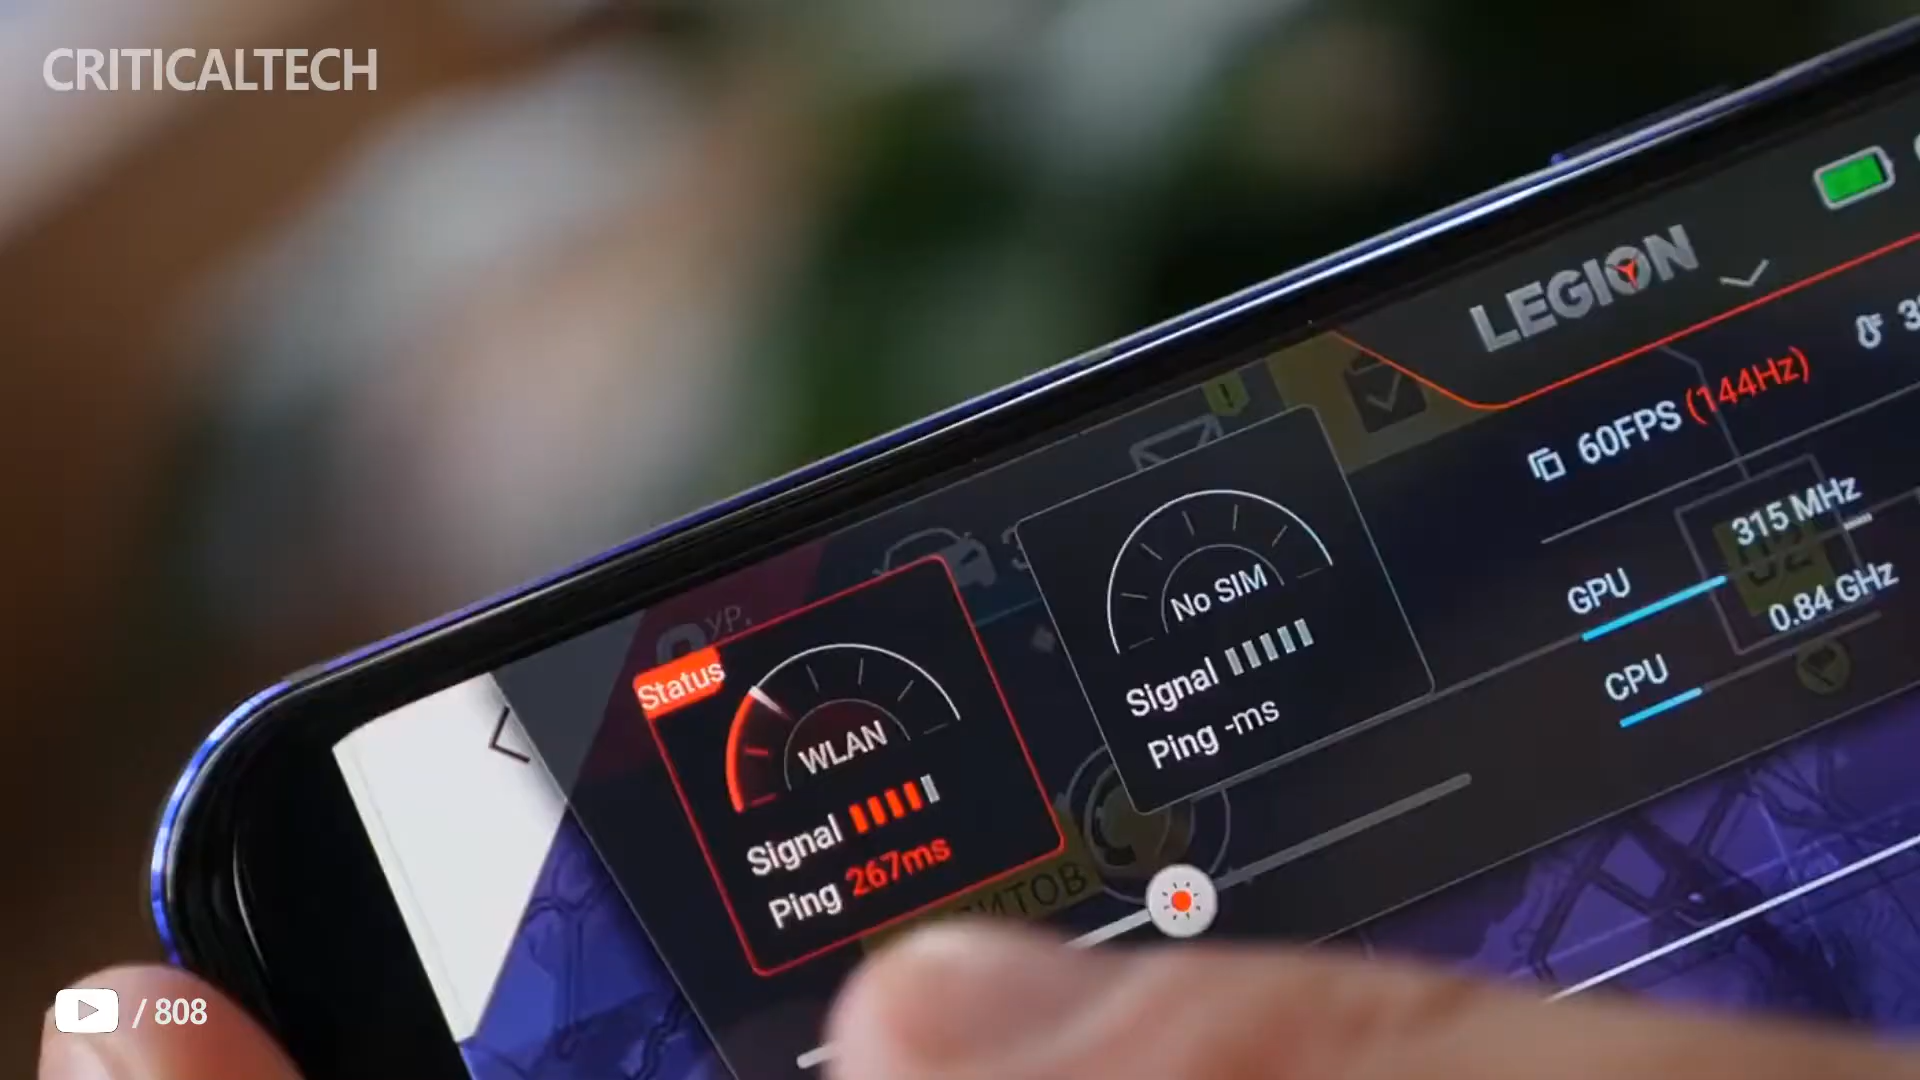 CRITICALTECH
LEGION
60FPS (144Hz)
315 MHz
GPU
0.84 GHz
CPU
No SIM
Signal
Ping -ms
УР.
Status
WLAN
Signal
Ping 267ms
/ 808